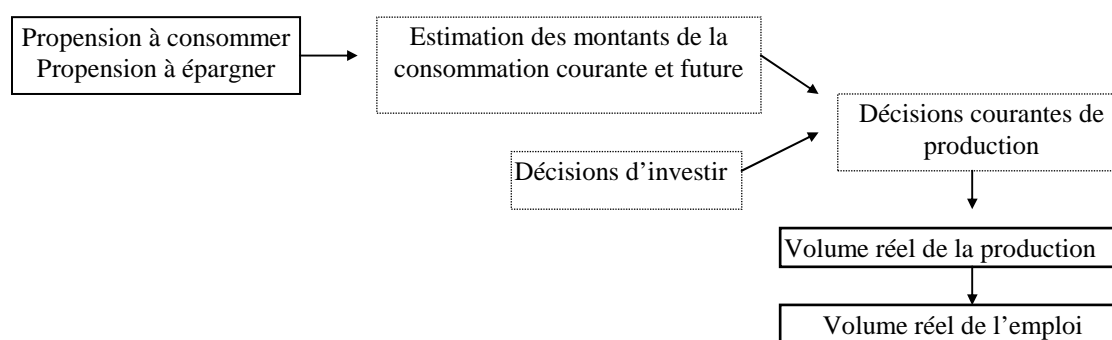 Propension à consommer
Propension à épargner
Estimation des montants de la
consommation courante et future
Décisions d’investir
Décisions courantes de
production
Volume réel de la production
Volume réel de l’emploi